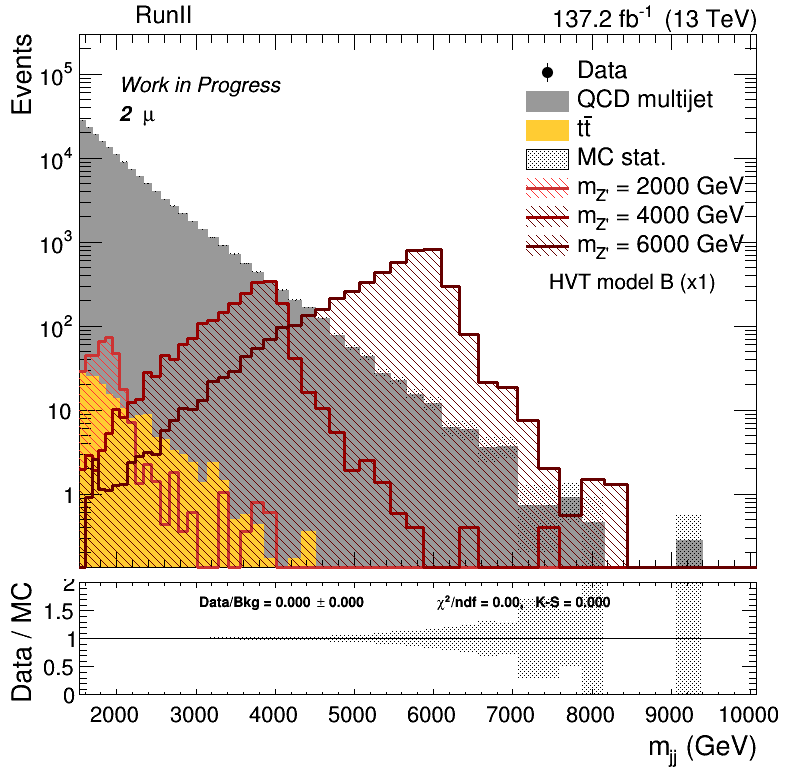 RunII 137.2 fb⁻¹ (13 TeV)
Events
10⁵
10⁴
10³
10²
10
1
Work in Progress
2 μ
Data
QCD multijet
tt̄
MC stat.
m_Z' = 2000 GeV
m_Z' = 4000 GeV
m_Z' = 6000 GeV
HVT model B (x1)
Data / MC
2
1.5
1
0.5
0
Data/Bkg = 0.000 ± 0.000 χ²/ndf = 0.00, K-S = 0.000
2000 3000 4000 5000 6000 7000 8000 9000 10000
m_jj (GeV)